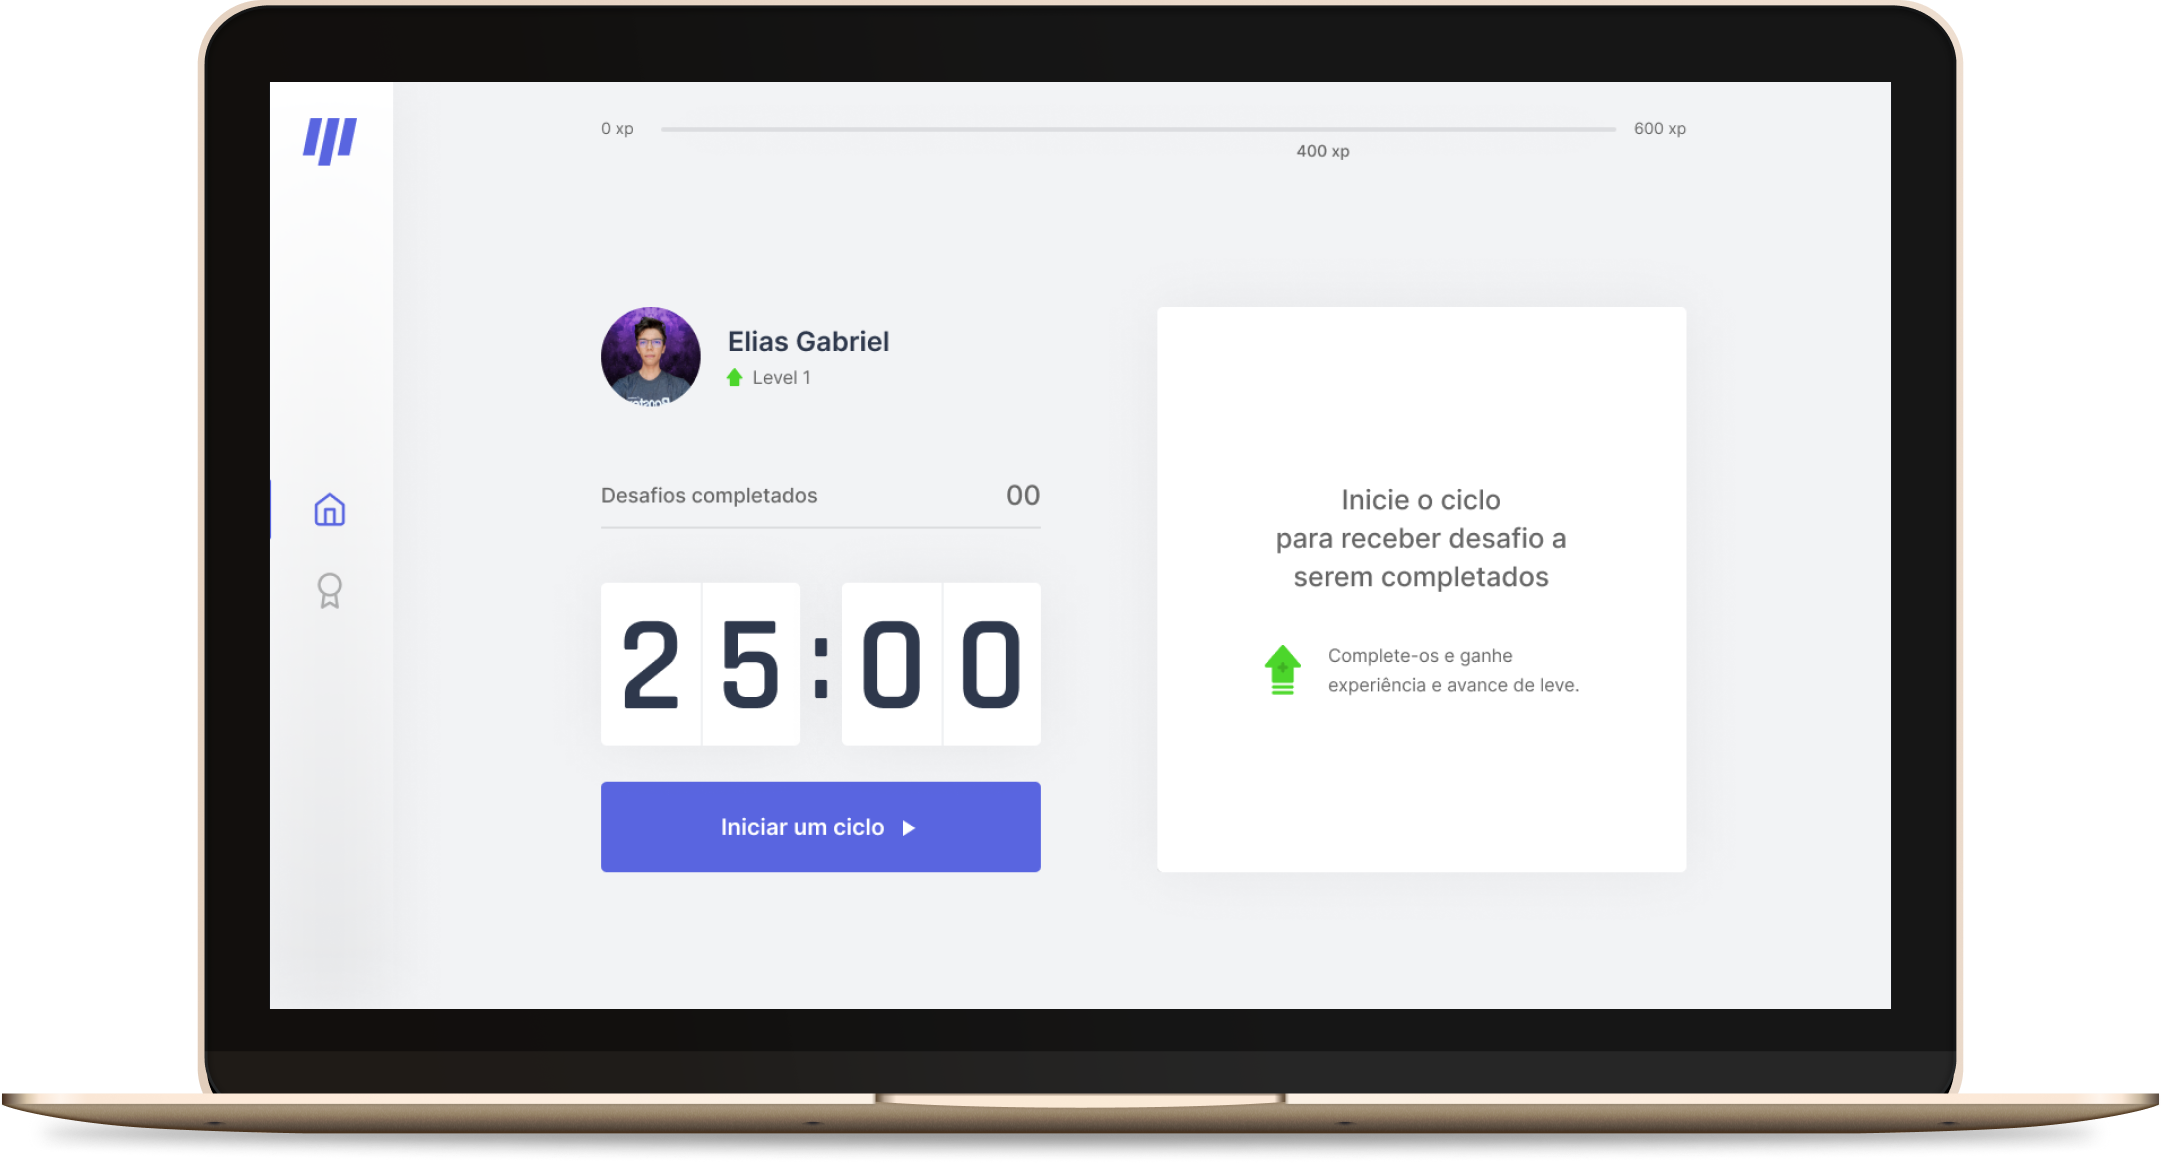 0 xp
600 xp
400 xp
Elias Gabriel
Level 1
Desafios completados
00
25:00
Iniciar um ciclo
Inicie o ciclo
para receber desafio a
serem completados
Complete-os e ganhe
experiência e avance de leve.